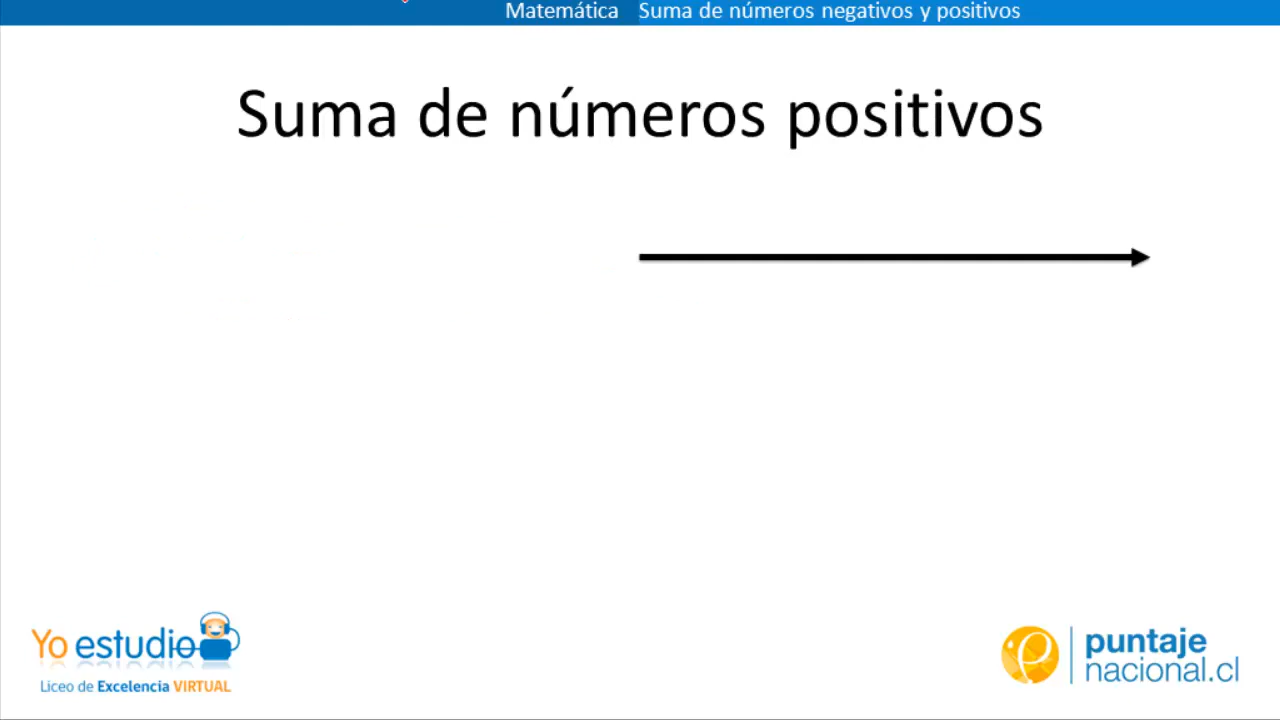 Matemática Suma de números negativos y positivos
Suma de números positivos
Yo estudio
Liceo de Excelencia VIRTUAL
puntaje
nacional.cl